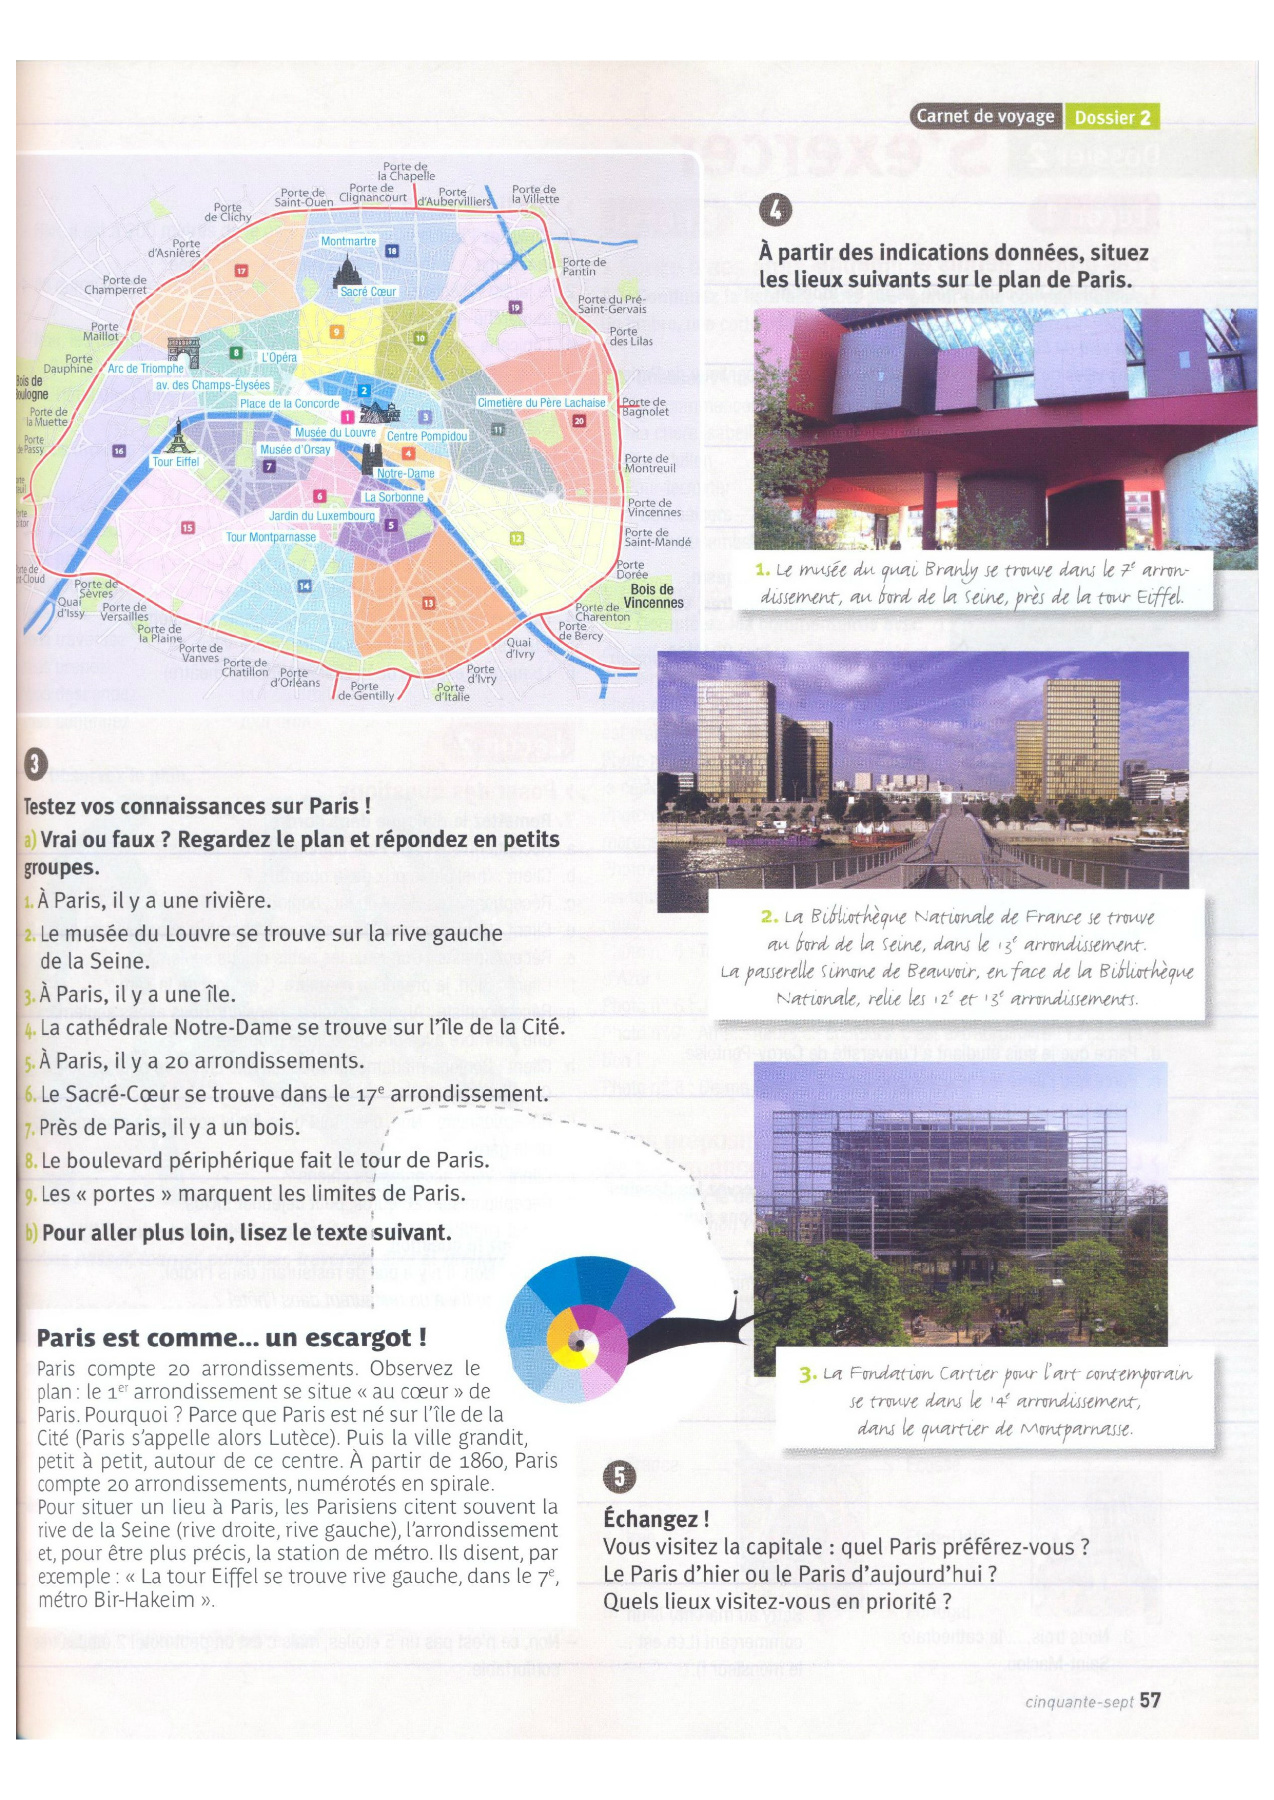 Carnet de voyage Dossier 2
Porte de
la Chapelle
Porte de
Saint-Ouen
Porte de
Clignancourt
Porte
d'Aubervilliers
Porte de
la Villette
Porte
de Clichy
Porte
d'Asnières
Porte de
Champerret
Porte
Maillot
Porte
Dauphine
Porte de
la Muette
Porte
de Passy
Porte de
Pantin
Porte du Pré-
Saint-Gervais
Porte
des Lilas
Porte de
Bagnolet
Porte de
Montreuil
Porte de
Vincennes
Porte de
Saint-Mandé
Porte
Dorée
Bois de
Vincennes
Porte de
Charenton
Porte
de Bercy
Quai
d'Ivry
Porte
d'Ivry
Porte
d'Italie
Porte
de Gentilly
Porte
d'Orléans
Porte de
Chatillon
Porte de
Vanves
Porte de
la Plaine
Porte de
Versailles
Porte de
Sèvres
Quai
d'Issy
Montmartre
18
Sacré Cœur
17
19
9
10
8
L'Opéra
Arc de Triomphe
av. des Champs-Élysées
2
Place de la Concorde
1
3
Cimetière du Père Lachaise
20
11
Musée du Louvre
Centre Pompidou
16
Tour Eiffel
Musée d'Orsay
7
4
Notre-Dame
6
La Sorbonne
Jardin du Luxembourg
5
15
Tour Montparnasse
12
14
13
3
Testez vos connaissances sur Paris !
a) Vrai ou faux ? Regardez le plan et répondez en petits
groupes.
1. À Paris, il y a une rivière.
2. Le musée du Louvre se trouve sur la rive gauche
de la Seine.
3. À Paris, il y a une île.
4. La cathédrale Notre-Dame se trouve sur l'île de la Cité.
5. À Paris, il y a 20 arrondissements.
6. Le Sacré-Cœur se trouve dans le 17e arrondissement.
7. Près de Paris, il y a un bois.
8. Le boulevard périphérique fait le tour de Paris.
9. Les « portes » marquent les limites de Paris.
b) Pour aller plus loin, lisez le texte suivant.
Paris est comme... un escargot !
Paris compte 20 arrondissements. Observez le
plan : le 1er arrondissement se situe « au cœur » de
Paris. Pourquoi ? Parce que Paris est né sur l'île de la
Cité (Paris s'appelle alors Lutèce). Puis la ville grandit,
petit à petit, autour de ce centre. À partir de 1860, Paris
compte 20 arrondissements, numérotés en spirale.
Pour situer un lieu à Paris, les Parisiens citent souvent la
rive de la Seine (rive droite, rive gauche), l'arrondissement
et, pour être plus précis, la station de métro. Ils disent, par
exemple : « La tour Eiffel se trouve rive gauche, dans le 7e,
métro Bir-Hakeim ».
4
À partir des indications données, situez
les lieux suivants sur le plan de Paris.
1. Le musée du quai Branly se trouve dans le 7e arron-
dissement, au bord de la Seine, près de la tour Eiffel.
2. La Bibliothèque Nationale de France se trouve
au bord de la Seine, dans le 13e arrondissement.
La passerelle Simone de Beauvoir, en face de la Bibliothèque
Nationale, relie les 12e et 13e arrondissements.
3. La Fondation Cartier pour l'art contemporain
se trouve dans le 14e arrondissement,
dans le quartier de Montparnasse.
5
Échangez !
Vous visitez la capitale : quel Paris préférez-vous ?
Le Paris d'hier ou le Paris d'aujourd'hui ?
Quels lieux visitez-vous en priorité ?
cinquante-sept 57